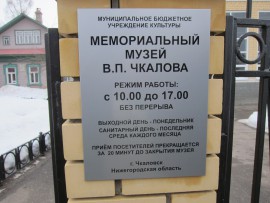 МУНИЦИПАЛЬНОЕ БЮДЖЕТНОЕ
УЧРЕЖДЕНИЕ КУЛЬТУРЫ
МЕМОРИАЛЬНЫЙ
МУЗЕЙ
В.П. ЧКАЛОВА
РЕЖИМ РАБОТЫ:
с 10.00 до 17.00
БЕЗ ПЕРЕРЫВА
ВЫХОДНОЙ ДЕНЬ - ПОНЕДЕЛЬНИК
САНИТАРНЫЙ ДЕНЬ - ПОСЛЕДНЯЯ
СРЕДА КАЖДОГО МЕСЯЦА
ПРИЁМ ПОСЕТИТЕЛЕЙ ПРЕКРАЩАЕТСЯ
ЗА 20 МИНУТ ДО ЗАКРЫТИЯ МУЗЕЯ
г. Чкаловск
Нижегородская область